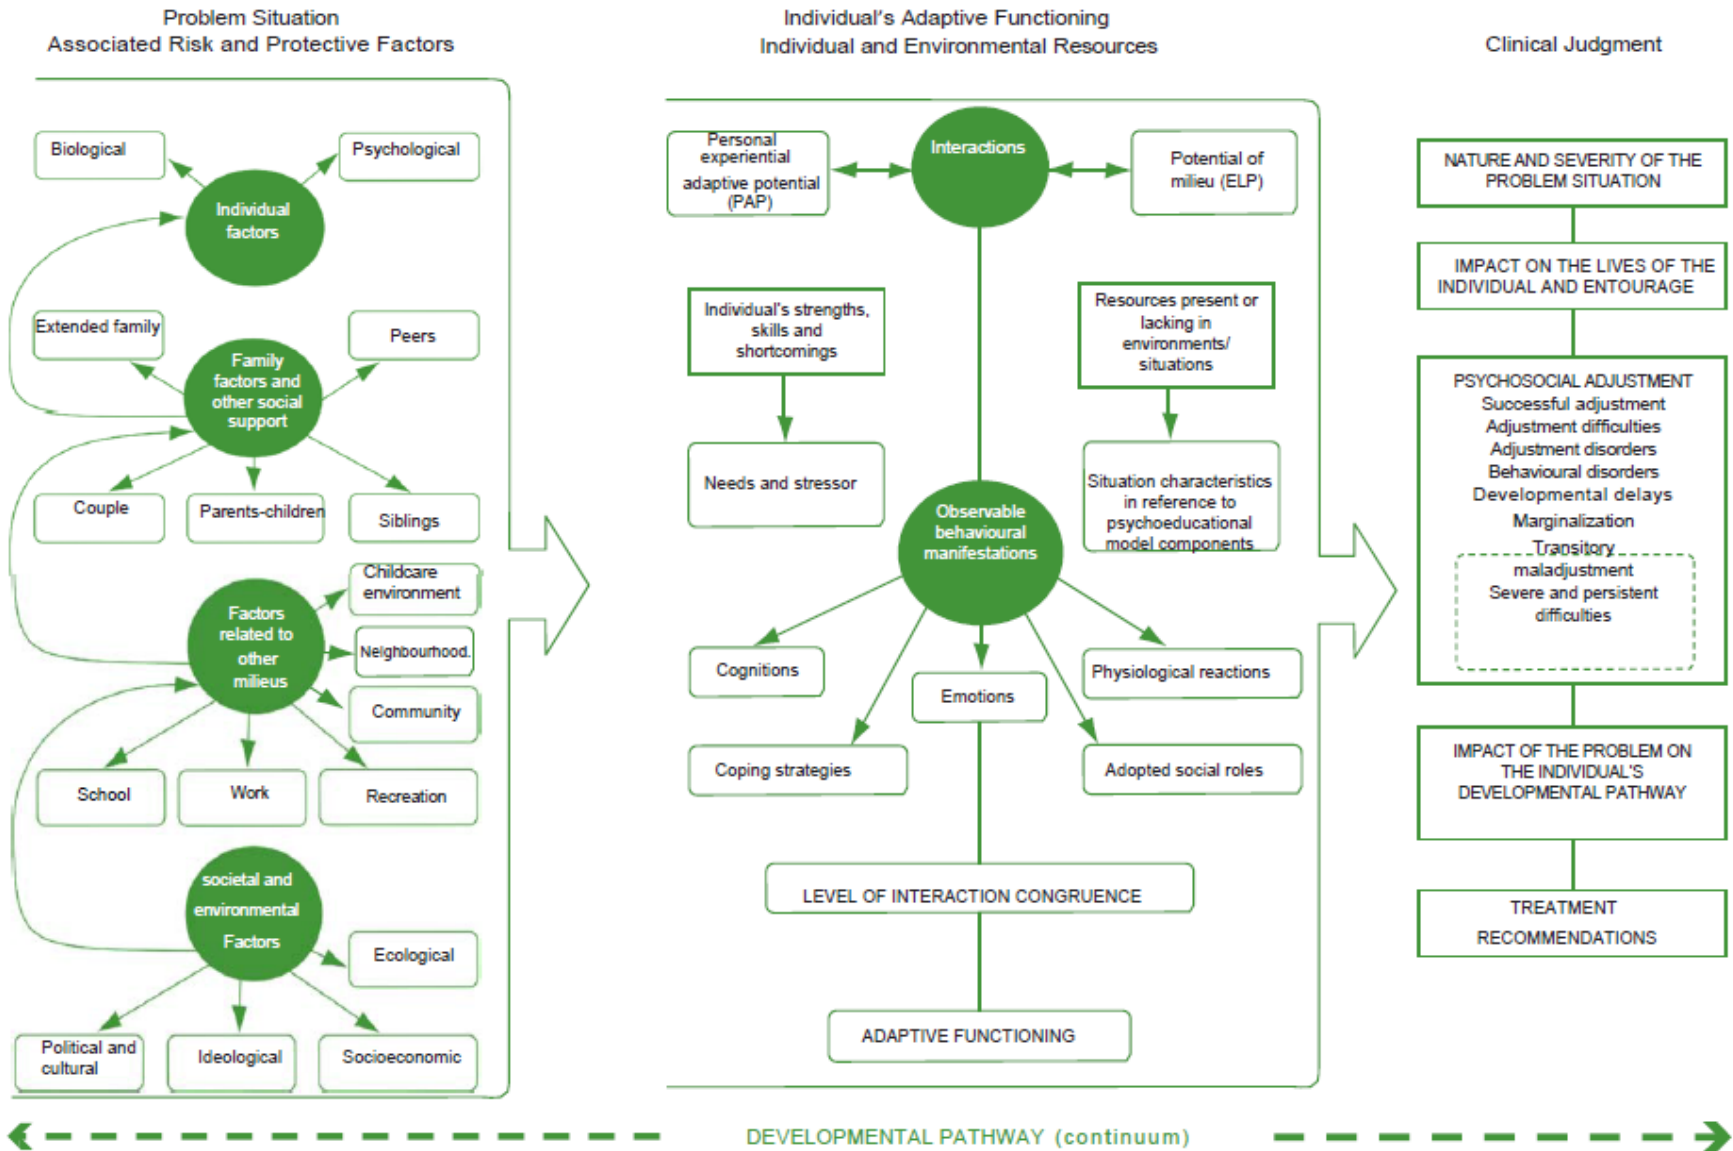 Problem Situation
Associated Risk and Protective Factors
Biological
Psychological
Individual
factors
Extended family
Peers
Family
factors and
other social
support
Couple
Parents-children
Siblings
Childcare
environment
Factors
related to
other
milieus
Neighbourhood.
Community
School
Work
Recreation
societal and
environmental
Factors
Ecological
Political and
cultural
Ideological
Socioeconomic
Individual's Adaptive Functioning
Individual and Environmental Resources
Personal
experiential
adaptive potential
(PAP)
Interactions
Potential of
milieu (ELP)
Individual's strengths,
skills and
shortcomings
Resources present or
lacking in
environments/
situations
Needs and stressor
Situation characteristics
in reference to
psychoeducational
model components
Observable
behavioural
manifestations
Cognitions
Emotions
Physiological reactions
Coping strategies
Adopted social roles
LEVEL OF INTERACTION CONGRUENCE
ADAPTIVE FUNCTIONING
Clinical Judgment
NATURE AND SEVERITY OF THE
PROBLEM SITUATION
IMPACT ON THE LIVES OF THE
INDIVIDUAL AND ENTOURAGE
PSYCHOSOCIAL ADJUSTMENT
Successful adjustment
Adjustment difficulties
Adjustment disorders
Behavioural disorders
Developmental delays
Marginalization
Transitory
maladjustment
Severe and persistent
difficulties
IMPACT OF THE PROBLEM ON
THE INDIVIDUAL'S
DEVELOPMENTAL PATHWAY
TREATMENT
RECOMMENDATIONS
DEVELOPMENTAL PATHWAY (continuum)